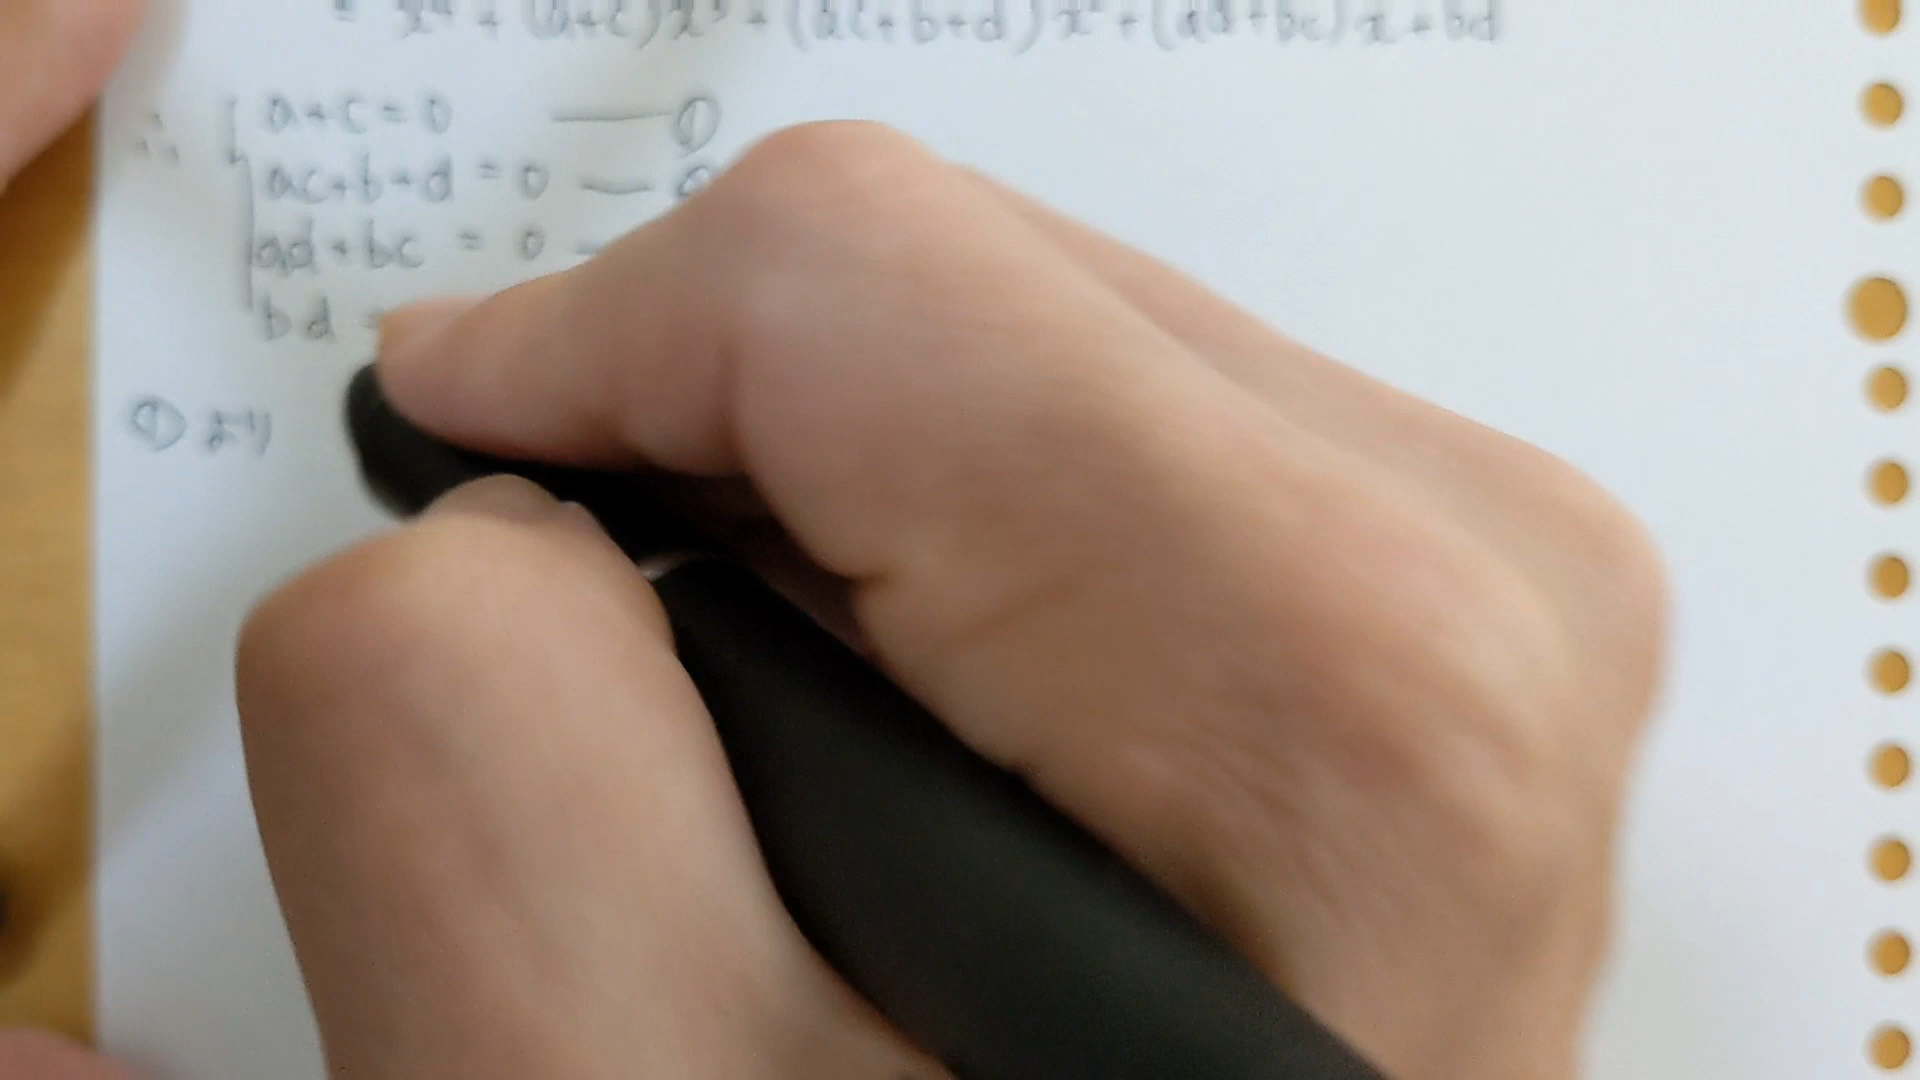 = x⁴ + (a+c)x³ + (ac+b+d)x² + (ad+bc)x + bd
∴ { a+c = 0 —— ①
ac+b+d = 0 —
ad+bc = 0 -
bd =
① より